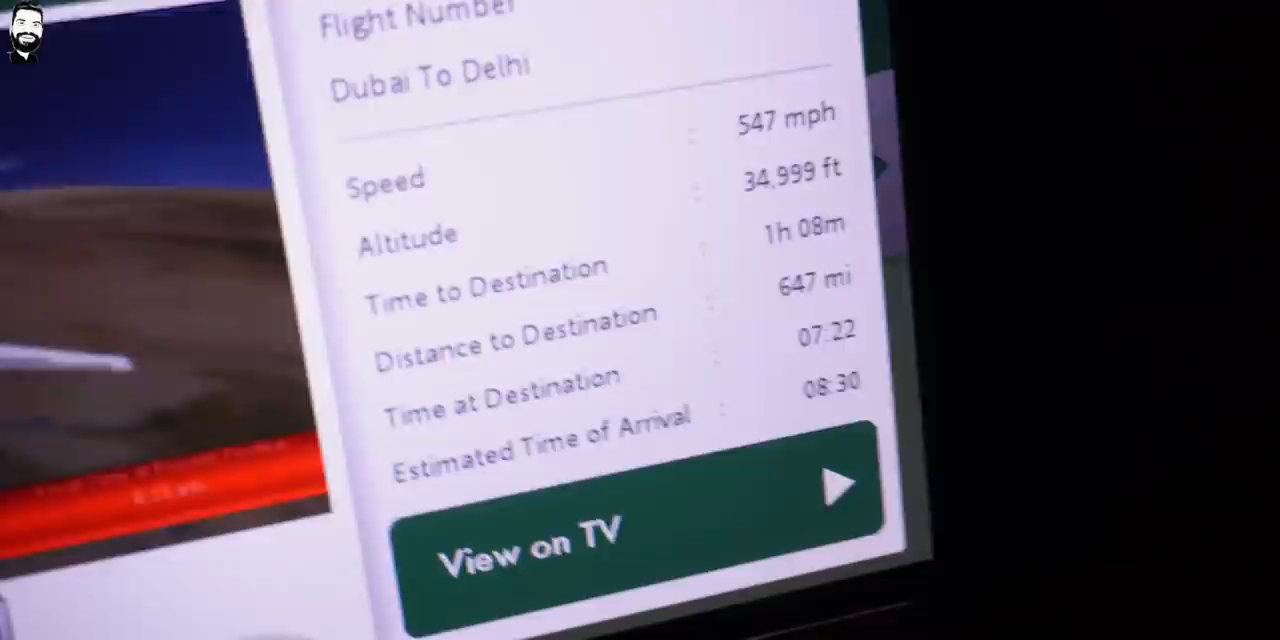 Flight Number
Dubai To Delhi
Speed : 547 mph
Altitude : 34,999 ft
Time to Destination : 1h 08m
Distance to Destination : 647 mi
Time at Destination : 07:22
Estimated Time of Arrival : 08:30
View on TV